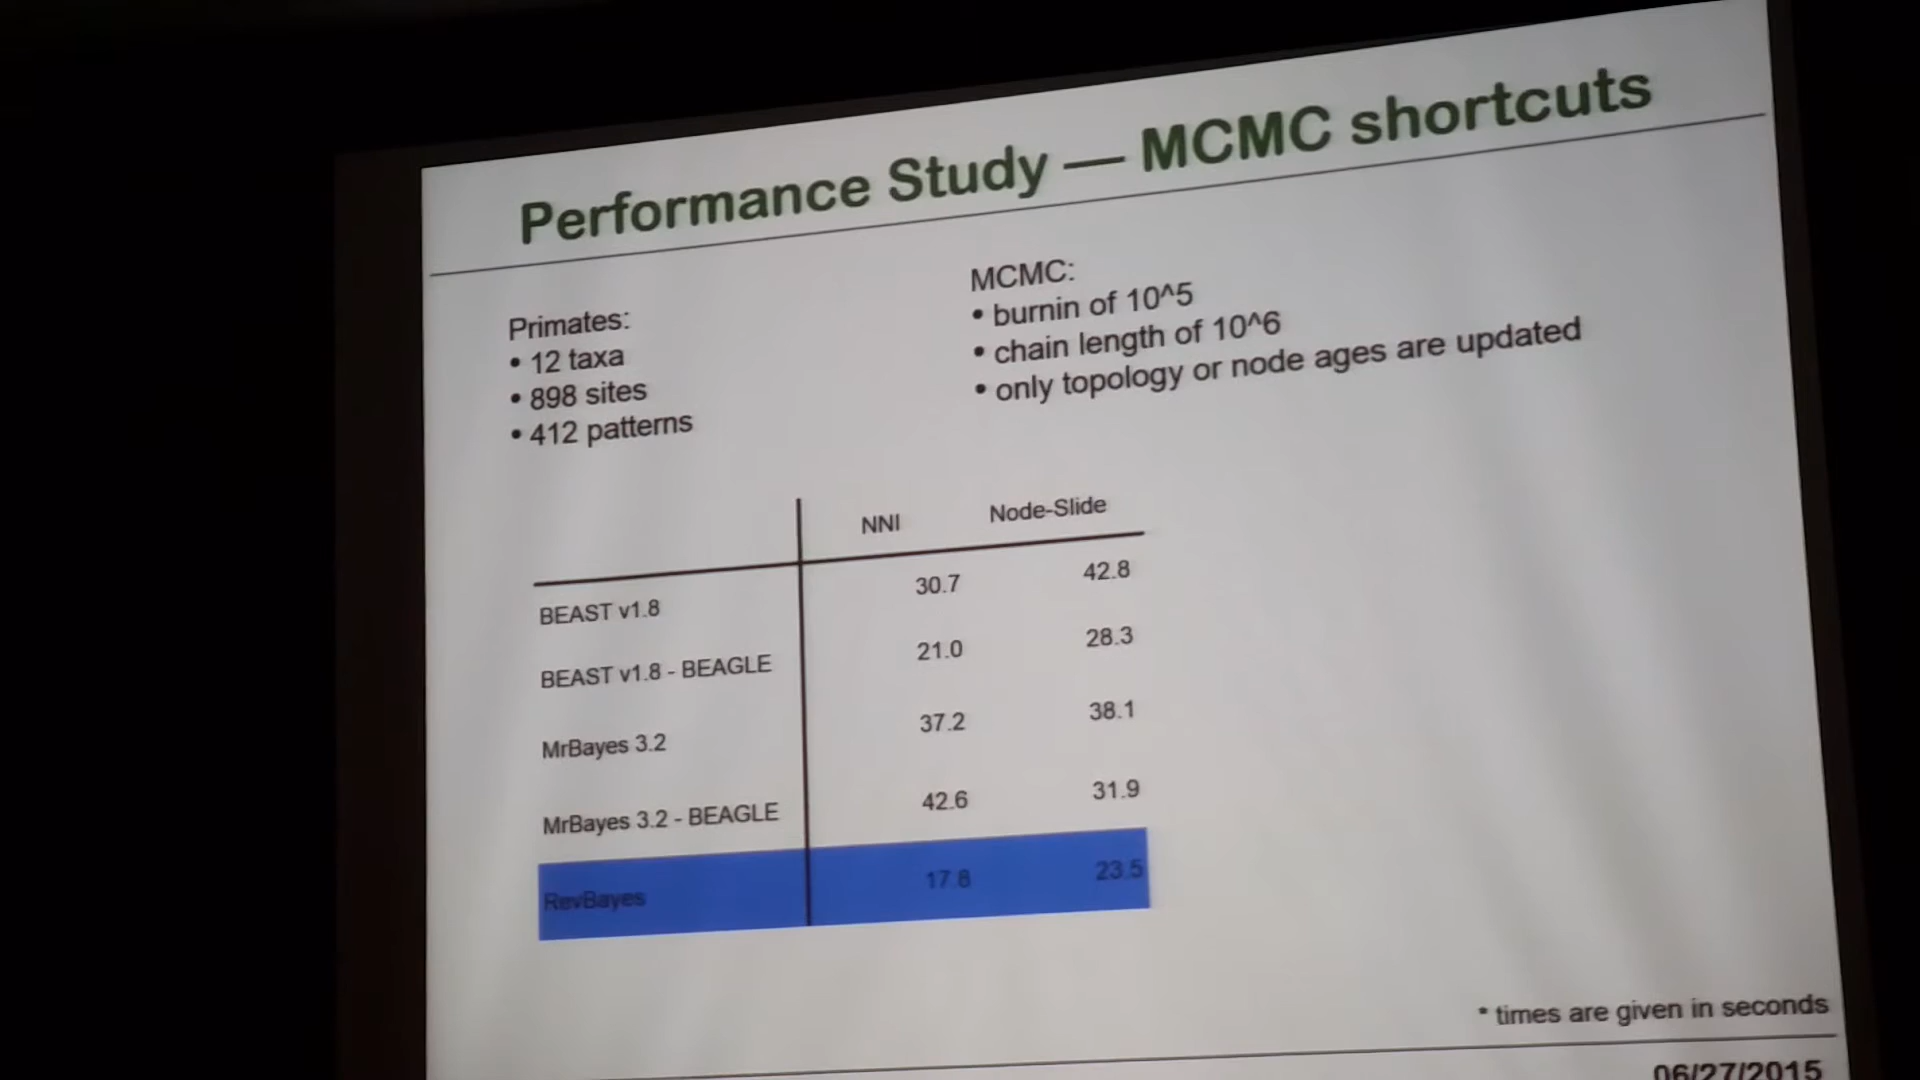 Performance Study — MCMC shortcuts
Primates:
• 12 taxa
• 898 sites
• 412 patterns
MCMC:
• burnin of 10^5
• chain length of 10^6
• only topology or node ages are updated
NNI Node-Slide
BEAST v1.8 30.7 42.8
BEAST v1.8 - BEAGLE 21.0 28.3
MrBayes 3.2 37.2 38.1
MrBayes 3.2 - BEAGLE 42.6 31.9
RevBayes 17.8 23.5
* times are given in seconds
06/27/2015